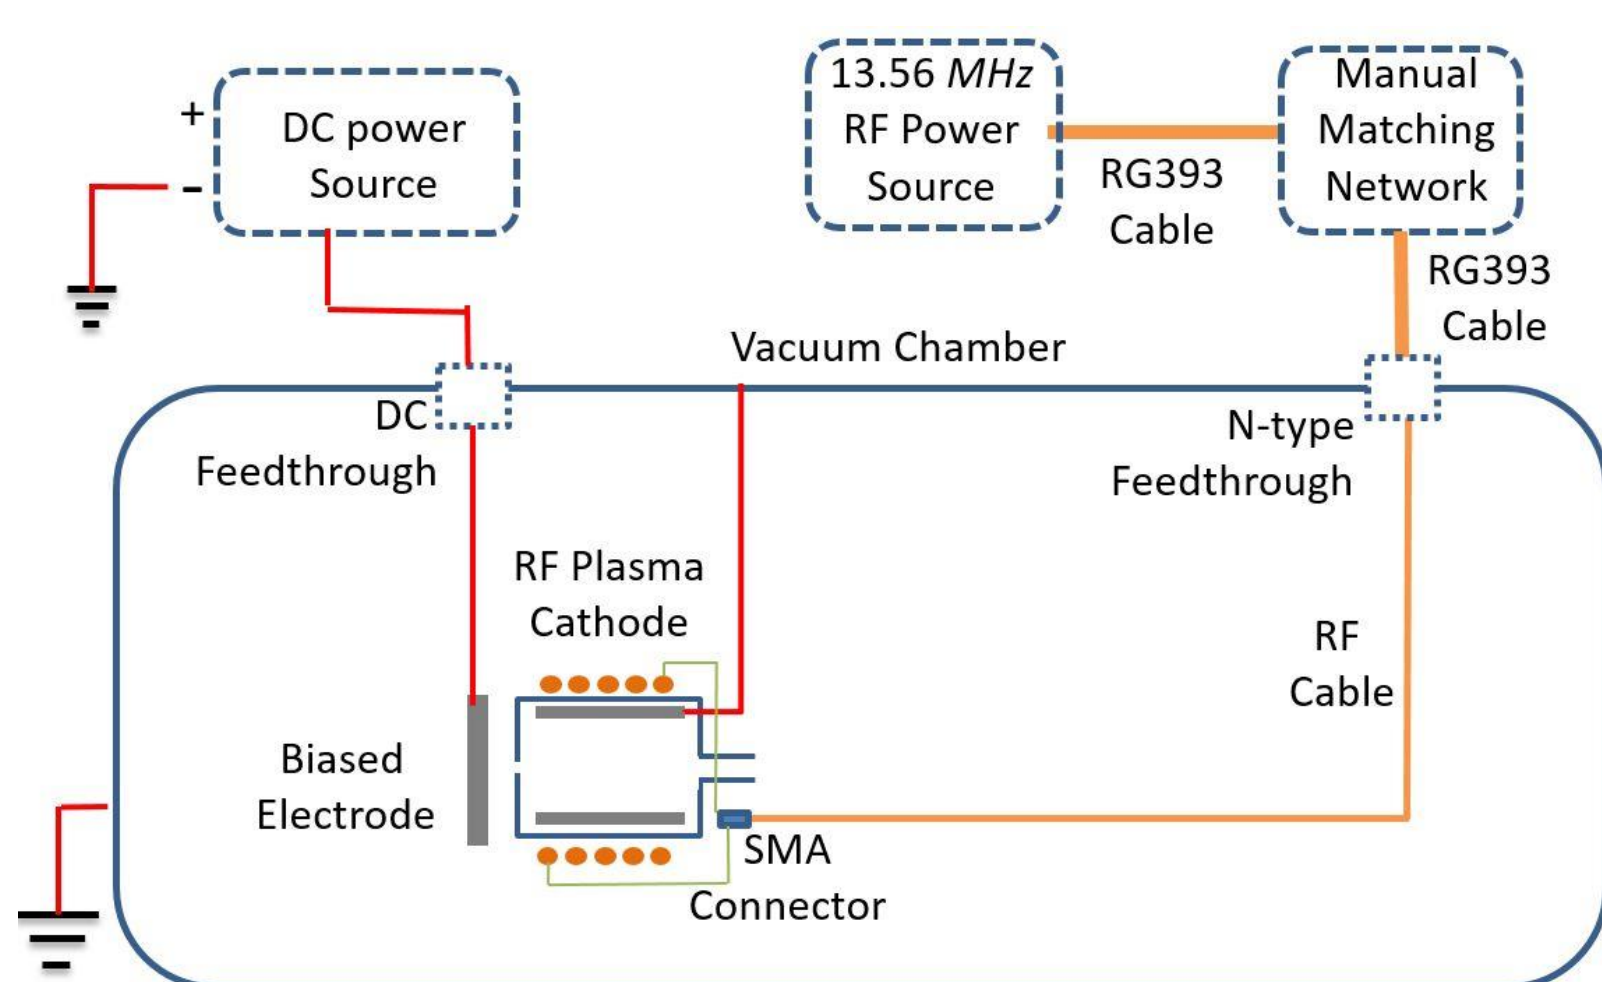 +
-
DC power
Source
13.56 MHz
RF Power
Source
RG393
Cable
Manual
Matching
Network
RG393
Cable
Vacuum Chamber
DC
Feedthrough
N-type
Feedthrough
RF Plasma
Cathode
RF
Cable
Biased
Electrode
SMA
Connector